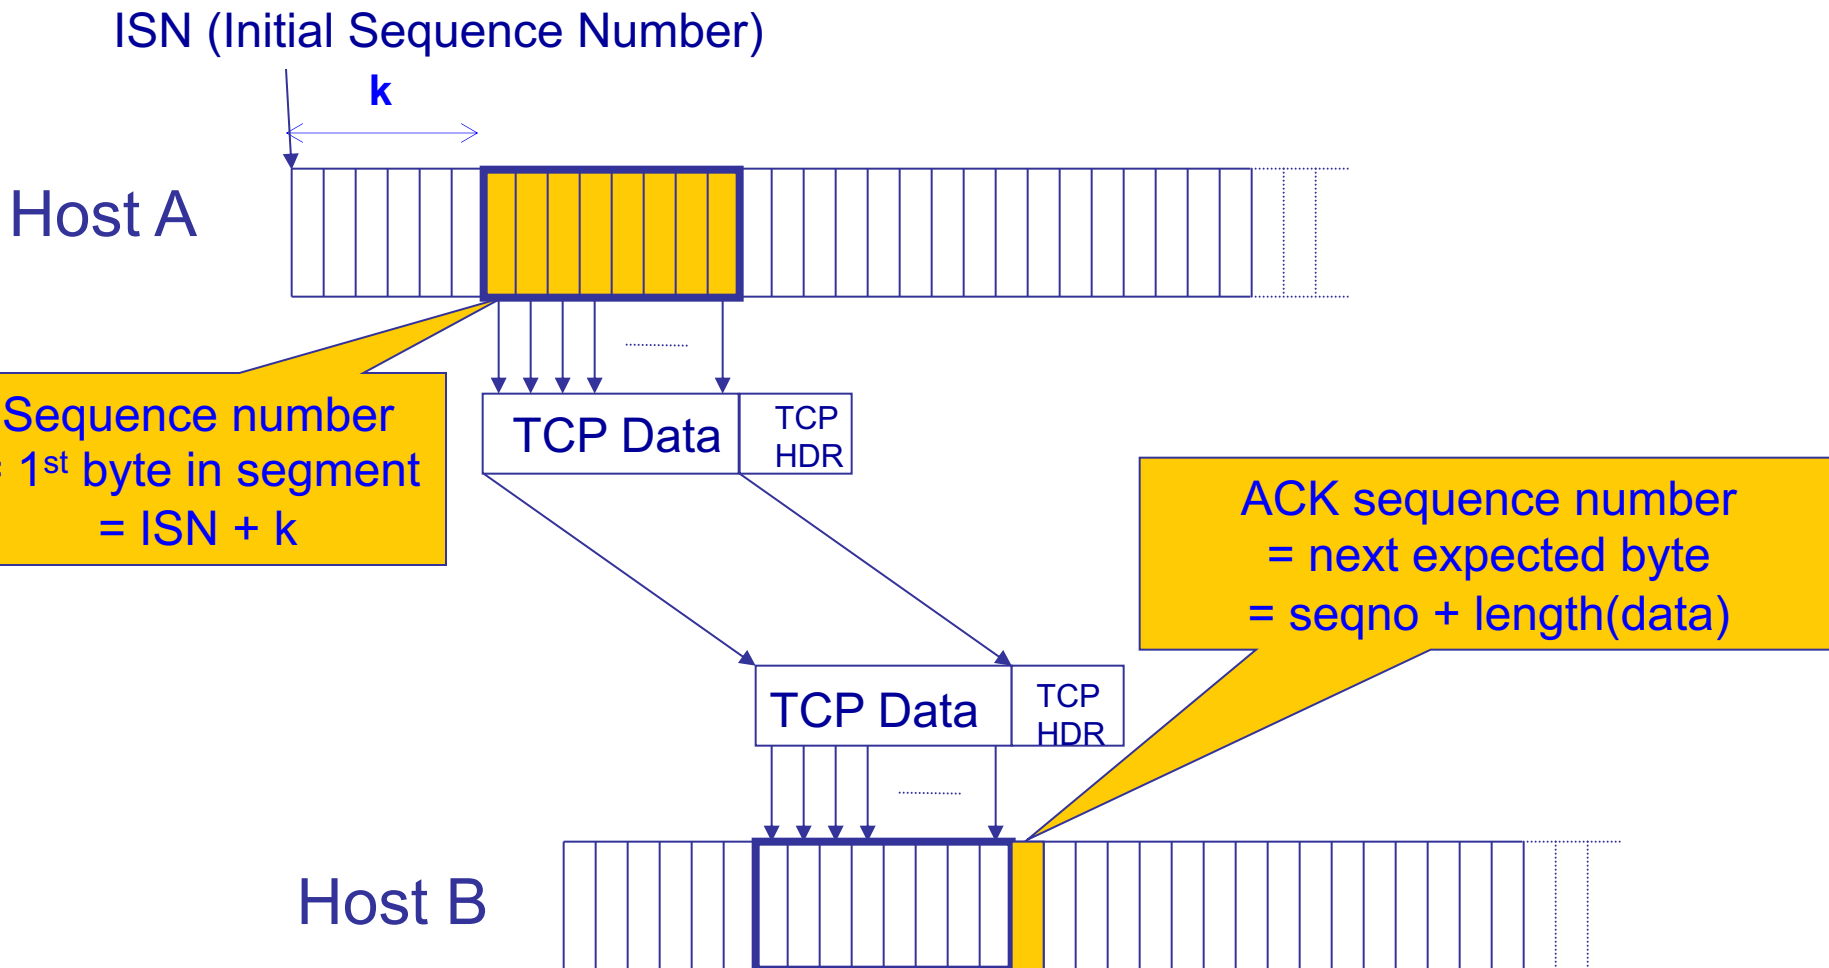 ISN (Initial Sequence Number)
k
Host A
Sequence number
= 1st byte in segment
= ISN + k
TCP Data
TCP
HDR
ACK sequence number
= next expected byte
= seqno + length(data)
TCP Data
TCP
HDR
Host B